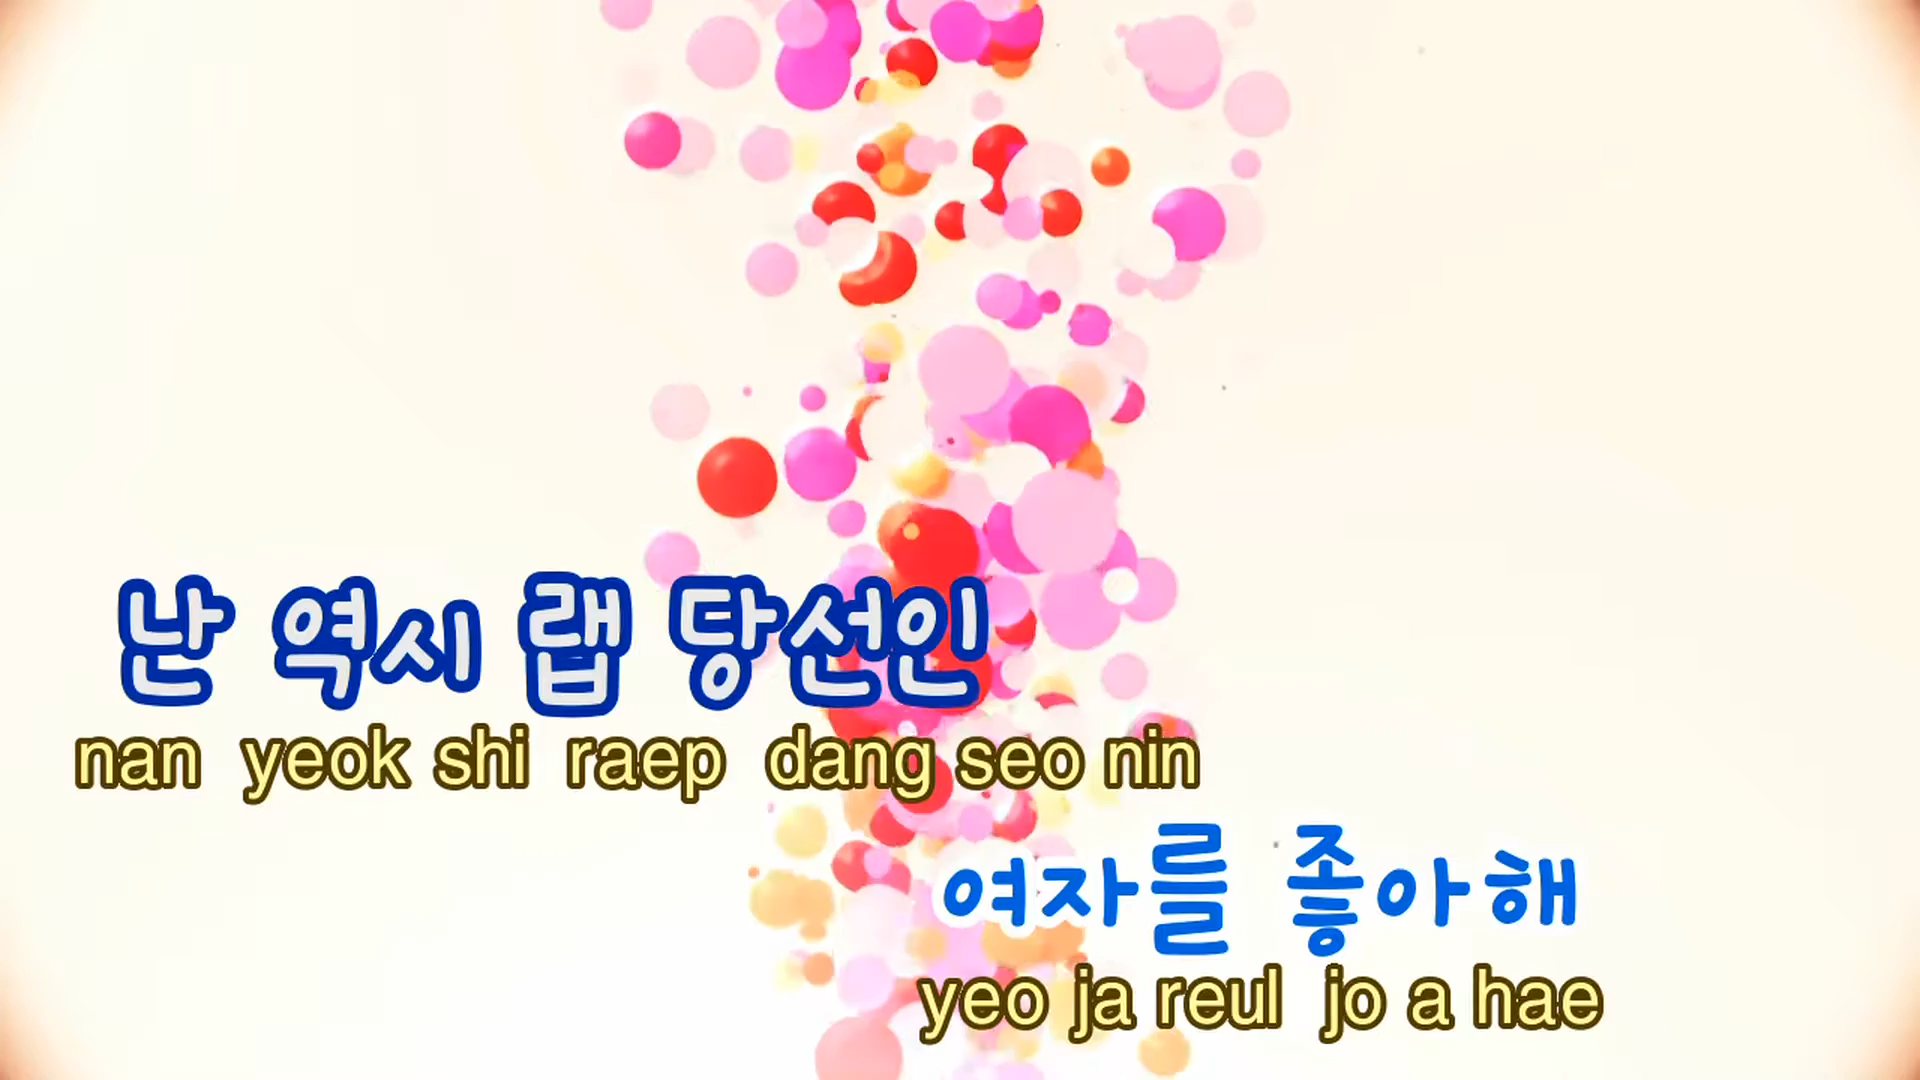 난 역시 랩 당선인
nan yeok shi raep dang seo nin
여자를 좋아해
yeo ja reul jo a hae